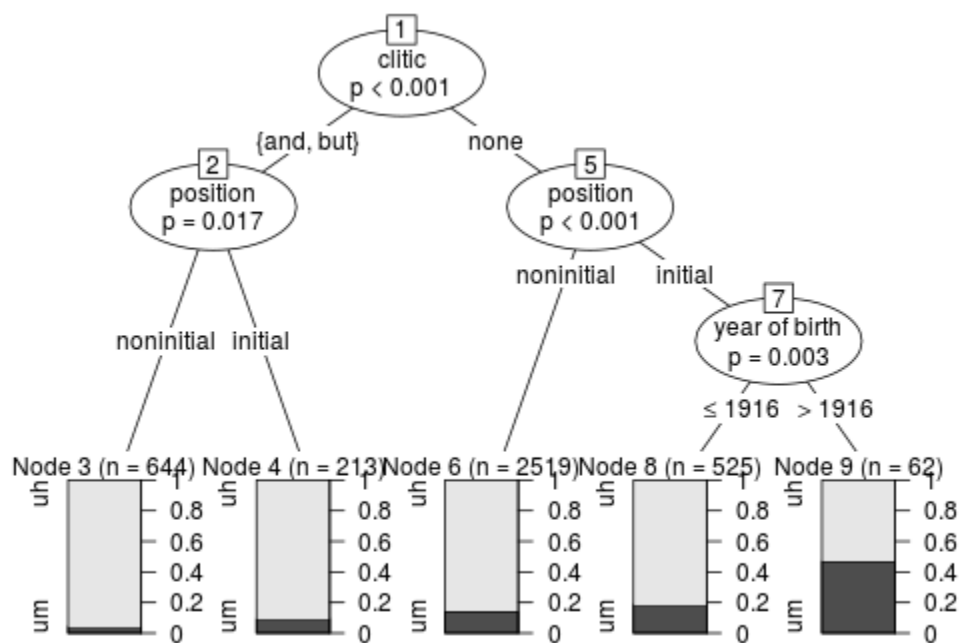 1
clitic
p < 0.001
{and, but}
none
2
position
p = 0.017
5
position
p < 0.001
noninitial
initial
7
year of birth
p = 0.003
noninitial
initial
≤ 1916
> 1916
Node 3 (n = 644)
Node 4 (n = 213)
Node 6 (n = 2519)
Node 8 (n = 525)
Node 9 (n = 62)
uh
um
1
0.8
0.6
0.4
0.2
0
uh
um
1
0.8
0.6
0.4
0.2
0
uh
um
1
0.8
0.6
0.4
0.2
0
uh
um
1
0.8
0.6
0.4
0.2
0
uh
um
1
0.8
0.6
0.4
0.2
0